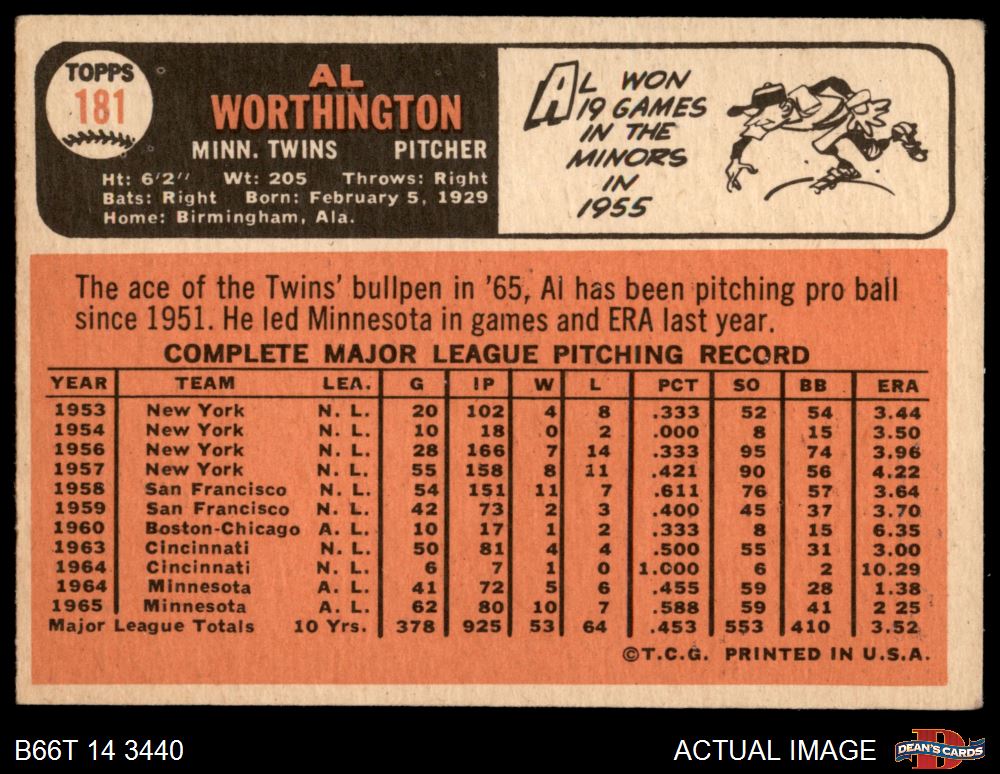 TOPPS
181
AL
WORTHINGTON
MINN. TWINS PITCHER
Ht: 6'2" Wt: 205 Throws: Right
Bats: Right Born: February 5, 1929
Home: Birmingham, Ala.
AL WON
19 GAMES
IN THE
MINORS
IN
1955
The ace of the Twins' bullpen in '65, Al has been pitching pro ball
since 1951. He led Minnesota in games and ERA last year.
COMPLETE MAJOR LEAGUE PITCHING RECORD
YEAR TEAM LEA. G IP W L PCT SO BB ERA
1953 New York N. L. 20 102 4 8 .333 52 54 3.44
1954 New York N. L. 10 18 0 2 .000 8 15 3.50
1956 New York N. L. 28 166 7 14 .333 95 74 3.96
1957 New York N. L. 55 158 8 11 .421 90 56 4.22
1958 San Francisco N. L. 54 151 11 7 .611 76 57 3.64
1959 San Francisco N. L. 42 73 2 3 .400 45 37 3.70
1960 Boston-Chicago A. L. 10 17 1 2 .333 8 15 6.35
1963 Cincinnati N. L. 50 81 4 4 .500 55 31 3.00
1964 Cincinnati N. L. 6 7 1 0 1.000 6 2 10.29
1964 Minnesota A. L. 41 72 5 6 .455 59 28 1.38
1965 Minnesota A. L. 62 80 10 7 .588 59 41 2 25
Major League Totals 10 Yrs. 378 925 53 64 .453 553 410 3.52
©T.C.G. PRINTED IN U.S.A.
B66T 14 3440
ACTUAL IMAGE
D
DEAN'S CARDS